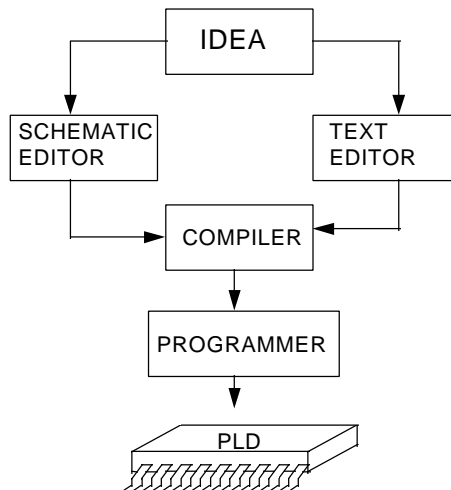 IDEA
SCHEMATIC
EDITOR
TEXT
EDITOR
COMPILER
PROGRAMMER
PLD